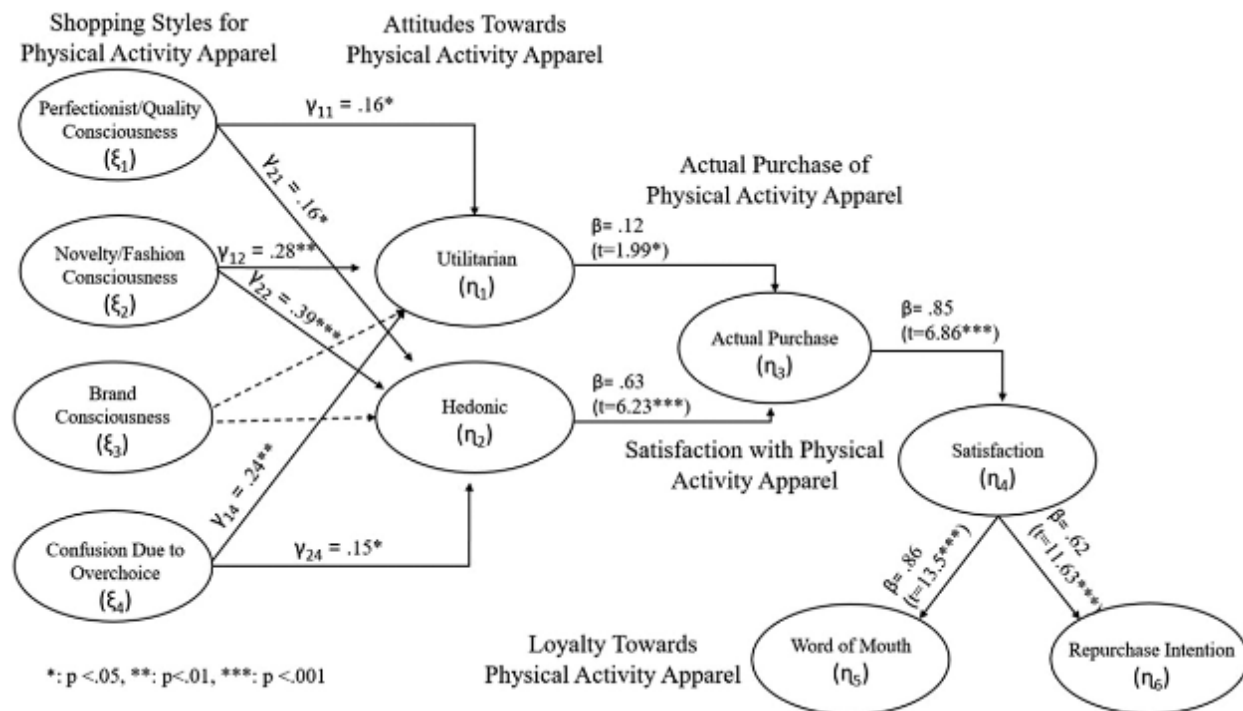 Shopping Styles for
Physical Activity Apparel
Attitudes Towards
Physical Activity Apparel
Perfectionist/Quality
Consciousness
(ξ1)
γ11 = .16*
γ21 = .16*
Actual Purchase of
Physical Activity Apparel
Novelty/Fashion
Consciousness
(ξ2)
γ12 = .28**
γ22 = .39***
Utilitarian
(η1)
β= .12
(t=1.99*)
Actual Purchase
(η3)
β= .85
(t=6.86***)
Brand
Consciousness
(ξ3)
Hedonic
(η2)
β= .63
(t=6.23***)
Satisfaction with Physical
Activity Apparel
Satisfaction
(η4)
γ14 = .24**
Confusion Due to
Overchoice
(ξ4)
γ24 = .15*
β= .86
(t=13.5***)
β= .62
(t=11.63***)
Loyalty Towards
Physical Activity Apparel
Word of Mouth
(η5)
Repurchase Intention
(η6)
*: p <.05, **: p<.01, ***: p <.001